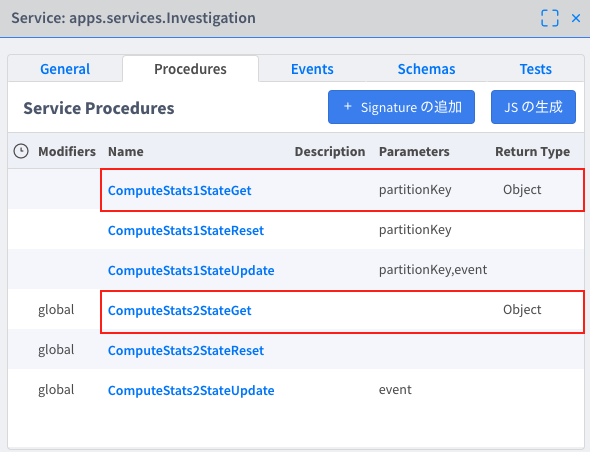 Service: apps.services.Investigation
General Procedures Events Schemas Tests
Service Procedures + Signature の追加 JS の生成
Modifiers Name Description Parameters Return Type
ComputeStats1StateGet partitionKey Object
ComputeStats1StateReset partitionKey
ComputeStats1StateUpdate partitionKey,event
global ComputeStats2StateGet Object
global ComputeStats2StateReset
global ComputeStats2StateUpdate event